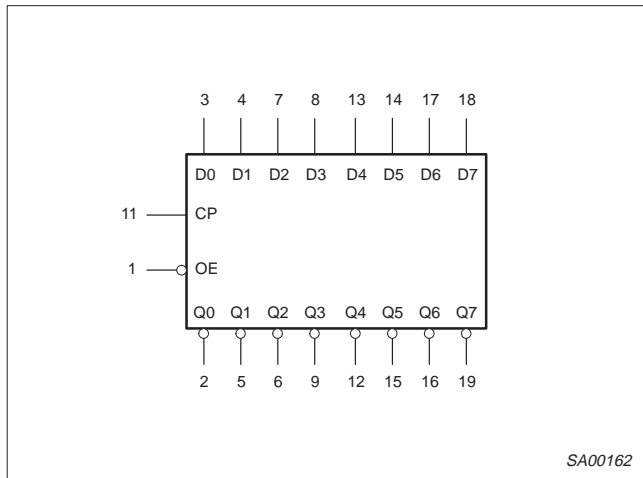 3 4 7 8 13 14 17 18
D0 D1 D2 D3 D4 D5 D6 D7
11 CP
1 OE
Q0 Q1 Q2 Q3 Q4 Q5 Q6 Q7
2 5 6 9 12 15 16 19
SA00162